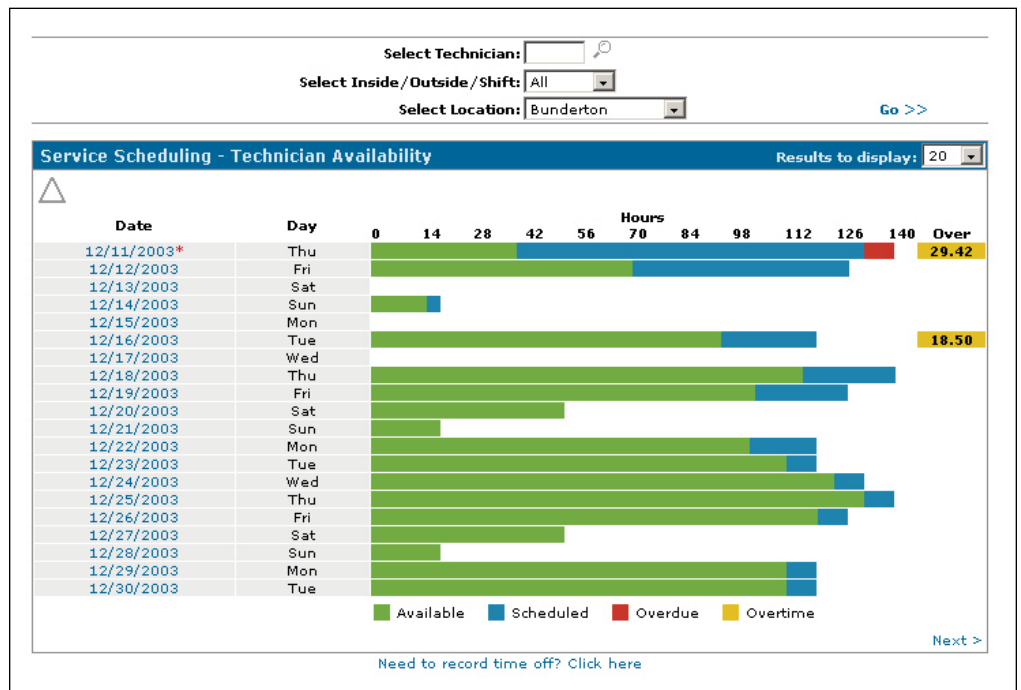 Select Technician:
Select Inside/Outside/Shift: All
Select Location: Bunderton Go >>
Service Scheduling - Technician Availability Results to display: 20
Hours
Date Day 0 14 28 42 56 70 84 98 112 126 140 Over
12/11/2003* Thu 29.42
12/12/2003 Fri
12/13/2003 Sat
12/14/2003 Sun
12/15/2003 Mon
12/16/2003 Tue 18.50
12/17/2003 Wed
12/18/2003 Thu
12/19/2003 Fri
12/20/2003 Sat
12/21/2003 Sun
12/22/2003 Mon
12/23/2003 Tue
12/24/2003 Wed
12/25/2003 Thu
12/26/2003 Fri
12/27/2003 Sat
12/28/2003 Sun
12/29/2003 Mon
12/30/2003 Tue
Available Scheduled Overdue Overtime
Next >
Need to record time off? Click here